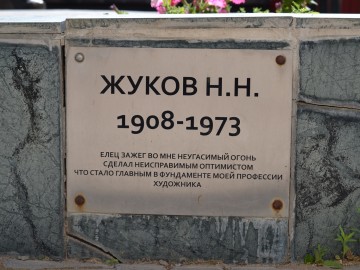 ЖУКОВ Н.Н.
1908-1973
ЕЛЕЦ ЗАЖЕГ ВО МНЕ НЕУГАСИМЫЙ ОГОНЬ
СДЕЛАЛ НЕИСПРАВИМЫМ ОПТИМИСТОМ
ЧТО СТАЛО ГЛАВНЫМ В ФУНДАМЕНТЕ МОЕЙ ПРОФЕССИИ
ХУДОЖНИКА